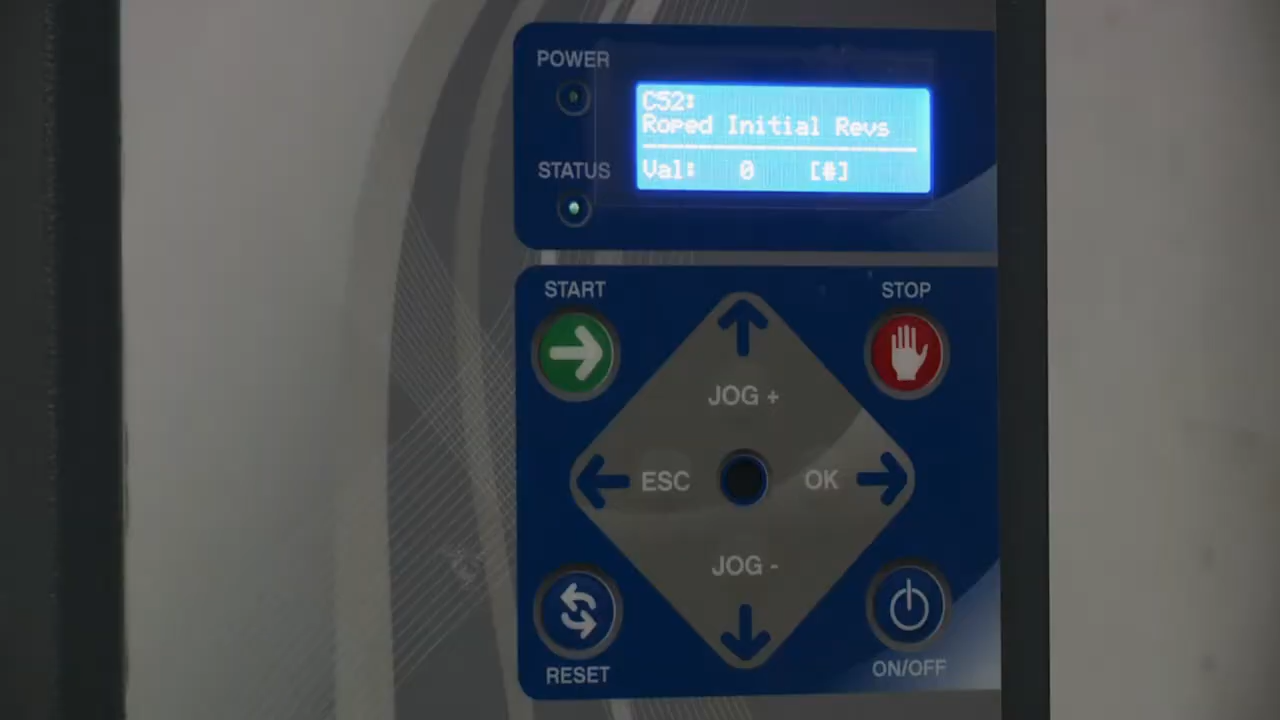 POWER
C52:
Roped Initial Revs
STATUS
Val: 0 [#]
START
STOP
JOG +
ESC
OK
JOG -
RESET
ON/OFF